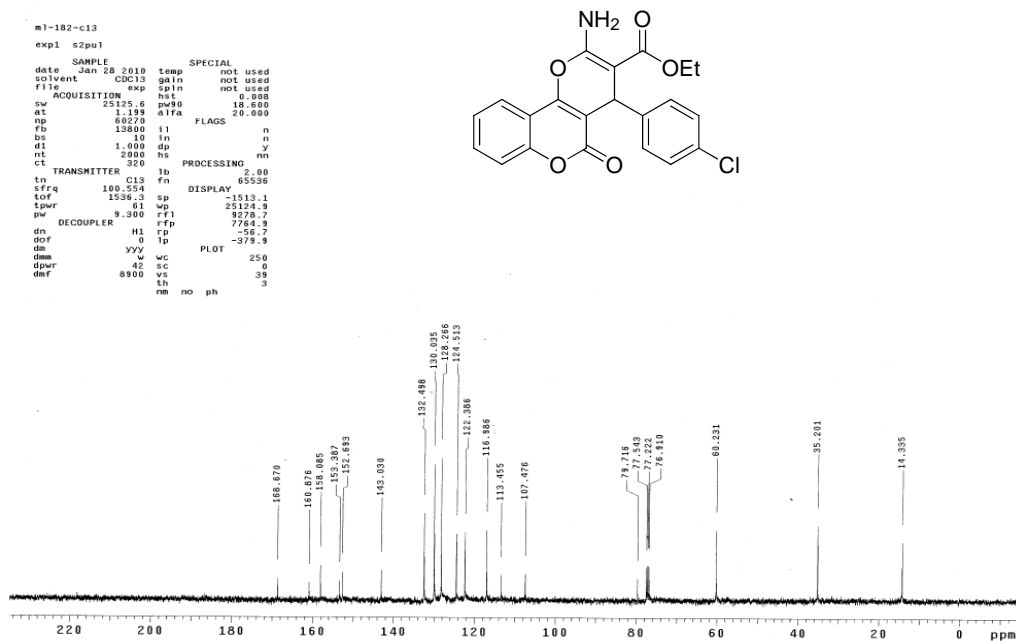 m1-182-c13
exp1 s2pul
SAMPLE SPECIAL
date Jan 28 2010 temp not used
solvent CDCl3 gain not used
file exp spin not used
ACQUISITION hst 0.008
sw 25125.6 pw90 18.600
at 1.199 alfa 20.000
np 60270 FLAGS
fb 13800 il n
bs 10 in n
d1 1.000 dp y
nt 2000 hs nn
ct 320 PROCESSING
TRANSMITTER lb 2.00
tn C13 fn 65536
sfrq 100.554 DISPLAY
tof 1536.3 sp -1513.1
tpwr 61 wp 25124.9
pw 9.300 rfl 9278.7
DECOUPLER rfp 7764.9
dn H1 rp -56.7
dof 0 lp -379.9
dm yyy PLOT
dmm w wc 250
dpwr 42 sc 0
dmf 8900 vs 39
th 3
nm no ph
NH2
O
O
OEt
O
O
Cl
168.670
160.876
158.085
153.387
152.693
143.030
132.498
130.035
128.266
124.513
122.386
116.986
113.455
107.476
79.716
77.543
77.222
76.910
60.231
35.201
14.335
220 200 180 160 140 120 100 80 60 40 20 0 ppm